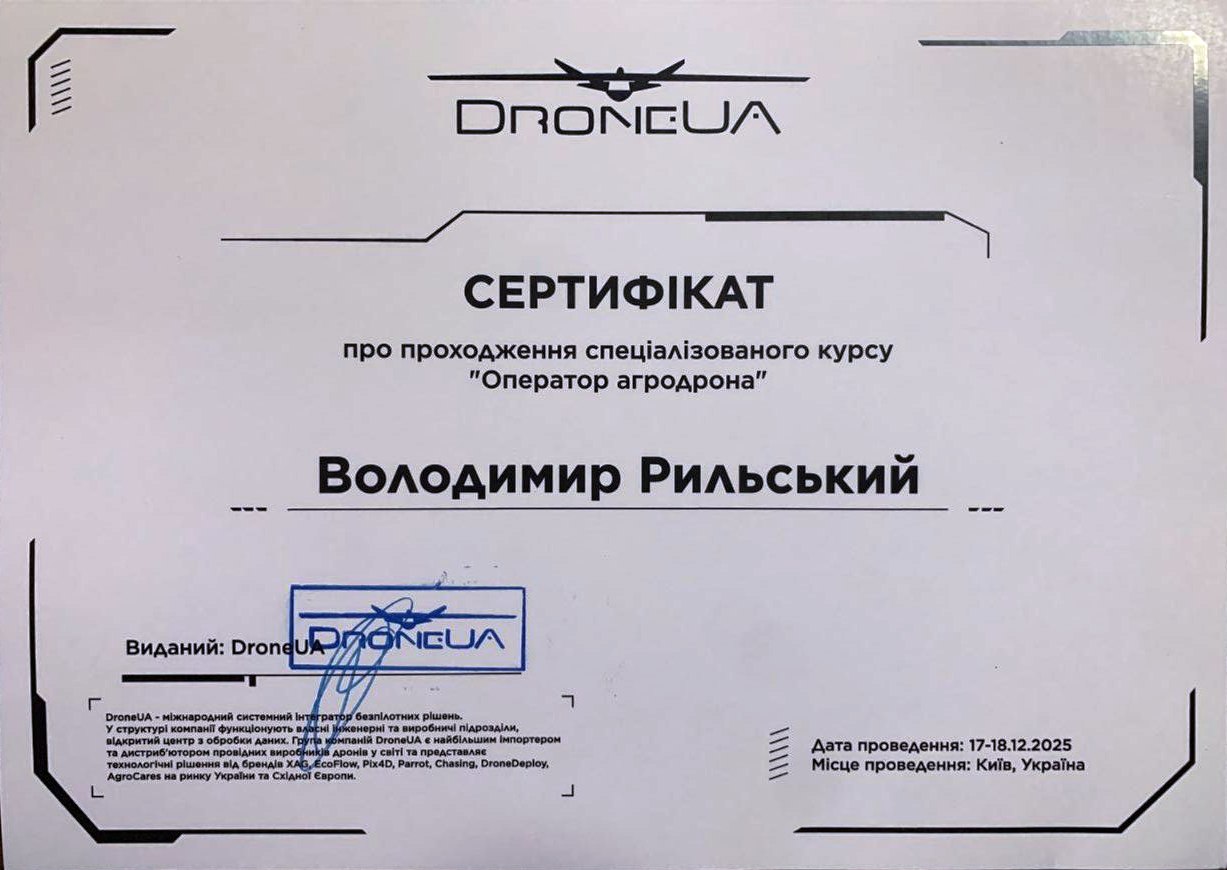 DRONEUA
СЕРТИФІКАТ
про проходження спеціалізованого курсу
"Оператор агродрона"
Володимир Рильський
DRONEUA
Виданий: DroneUA
DroneUA - міжнародний системний інтегратор безпілотних рішень.
У структурі компанії функціонують власні інженерні та виробничі підрозділи,
відкритий центр з обробки даних. Група компаній DroneUA є найбільшим імпортером
та дистриб'ютором провідних виробників дронів у світі та представляє
технологічні рішення від брендів XAG, EcoFlow, Pix4D, Parrot, Chasing, DroneDeploy,
AgroCares на ринку України та Східної Європи.
Дата проведення: 17-18.12.2025
Місце проведення: Київ, Україна